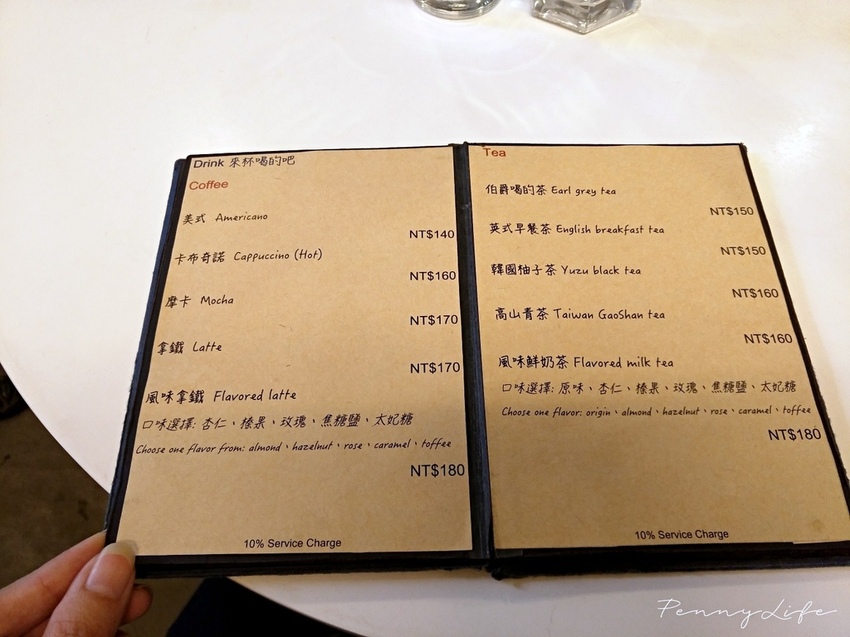 Drink 來杯喝的吧
Coffee
美式 Americano
NT$140
卡布奇諾 Cappuccino (Hot)
NT$160
摩卡 Mocha
NT$170
拿鐵 Latte
NT$170
風味拿鐵 Flavored latte
口味選擇: 杏仁、榛果、玫瑰、焦糖鹽、太妃糖
Choose one flavor from: almond、hazelnut、rose、caramel、toffee
NT$180
10% Service Charge
Tea
伯爵喝的茶 Earl grey tea
NT$150
英式早餐茶 English breakfast tea
NT$150
韓國柚子茶 Yuzu black tea
NT$160
高山青茶 Taiwan GaoShan tea
NT$160
風味鮮奶茶 Flavored milk tea
口味選擇: 原味、杏仁、榛果、玫瑰、焦糖鹽、太妃糖
Choose one flavor: origin、almond、hazelnut、rose、caramel、toffee
NT$180
10% Service Charge
PennyLife